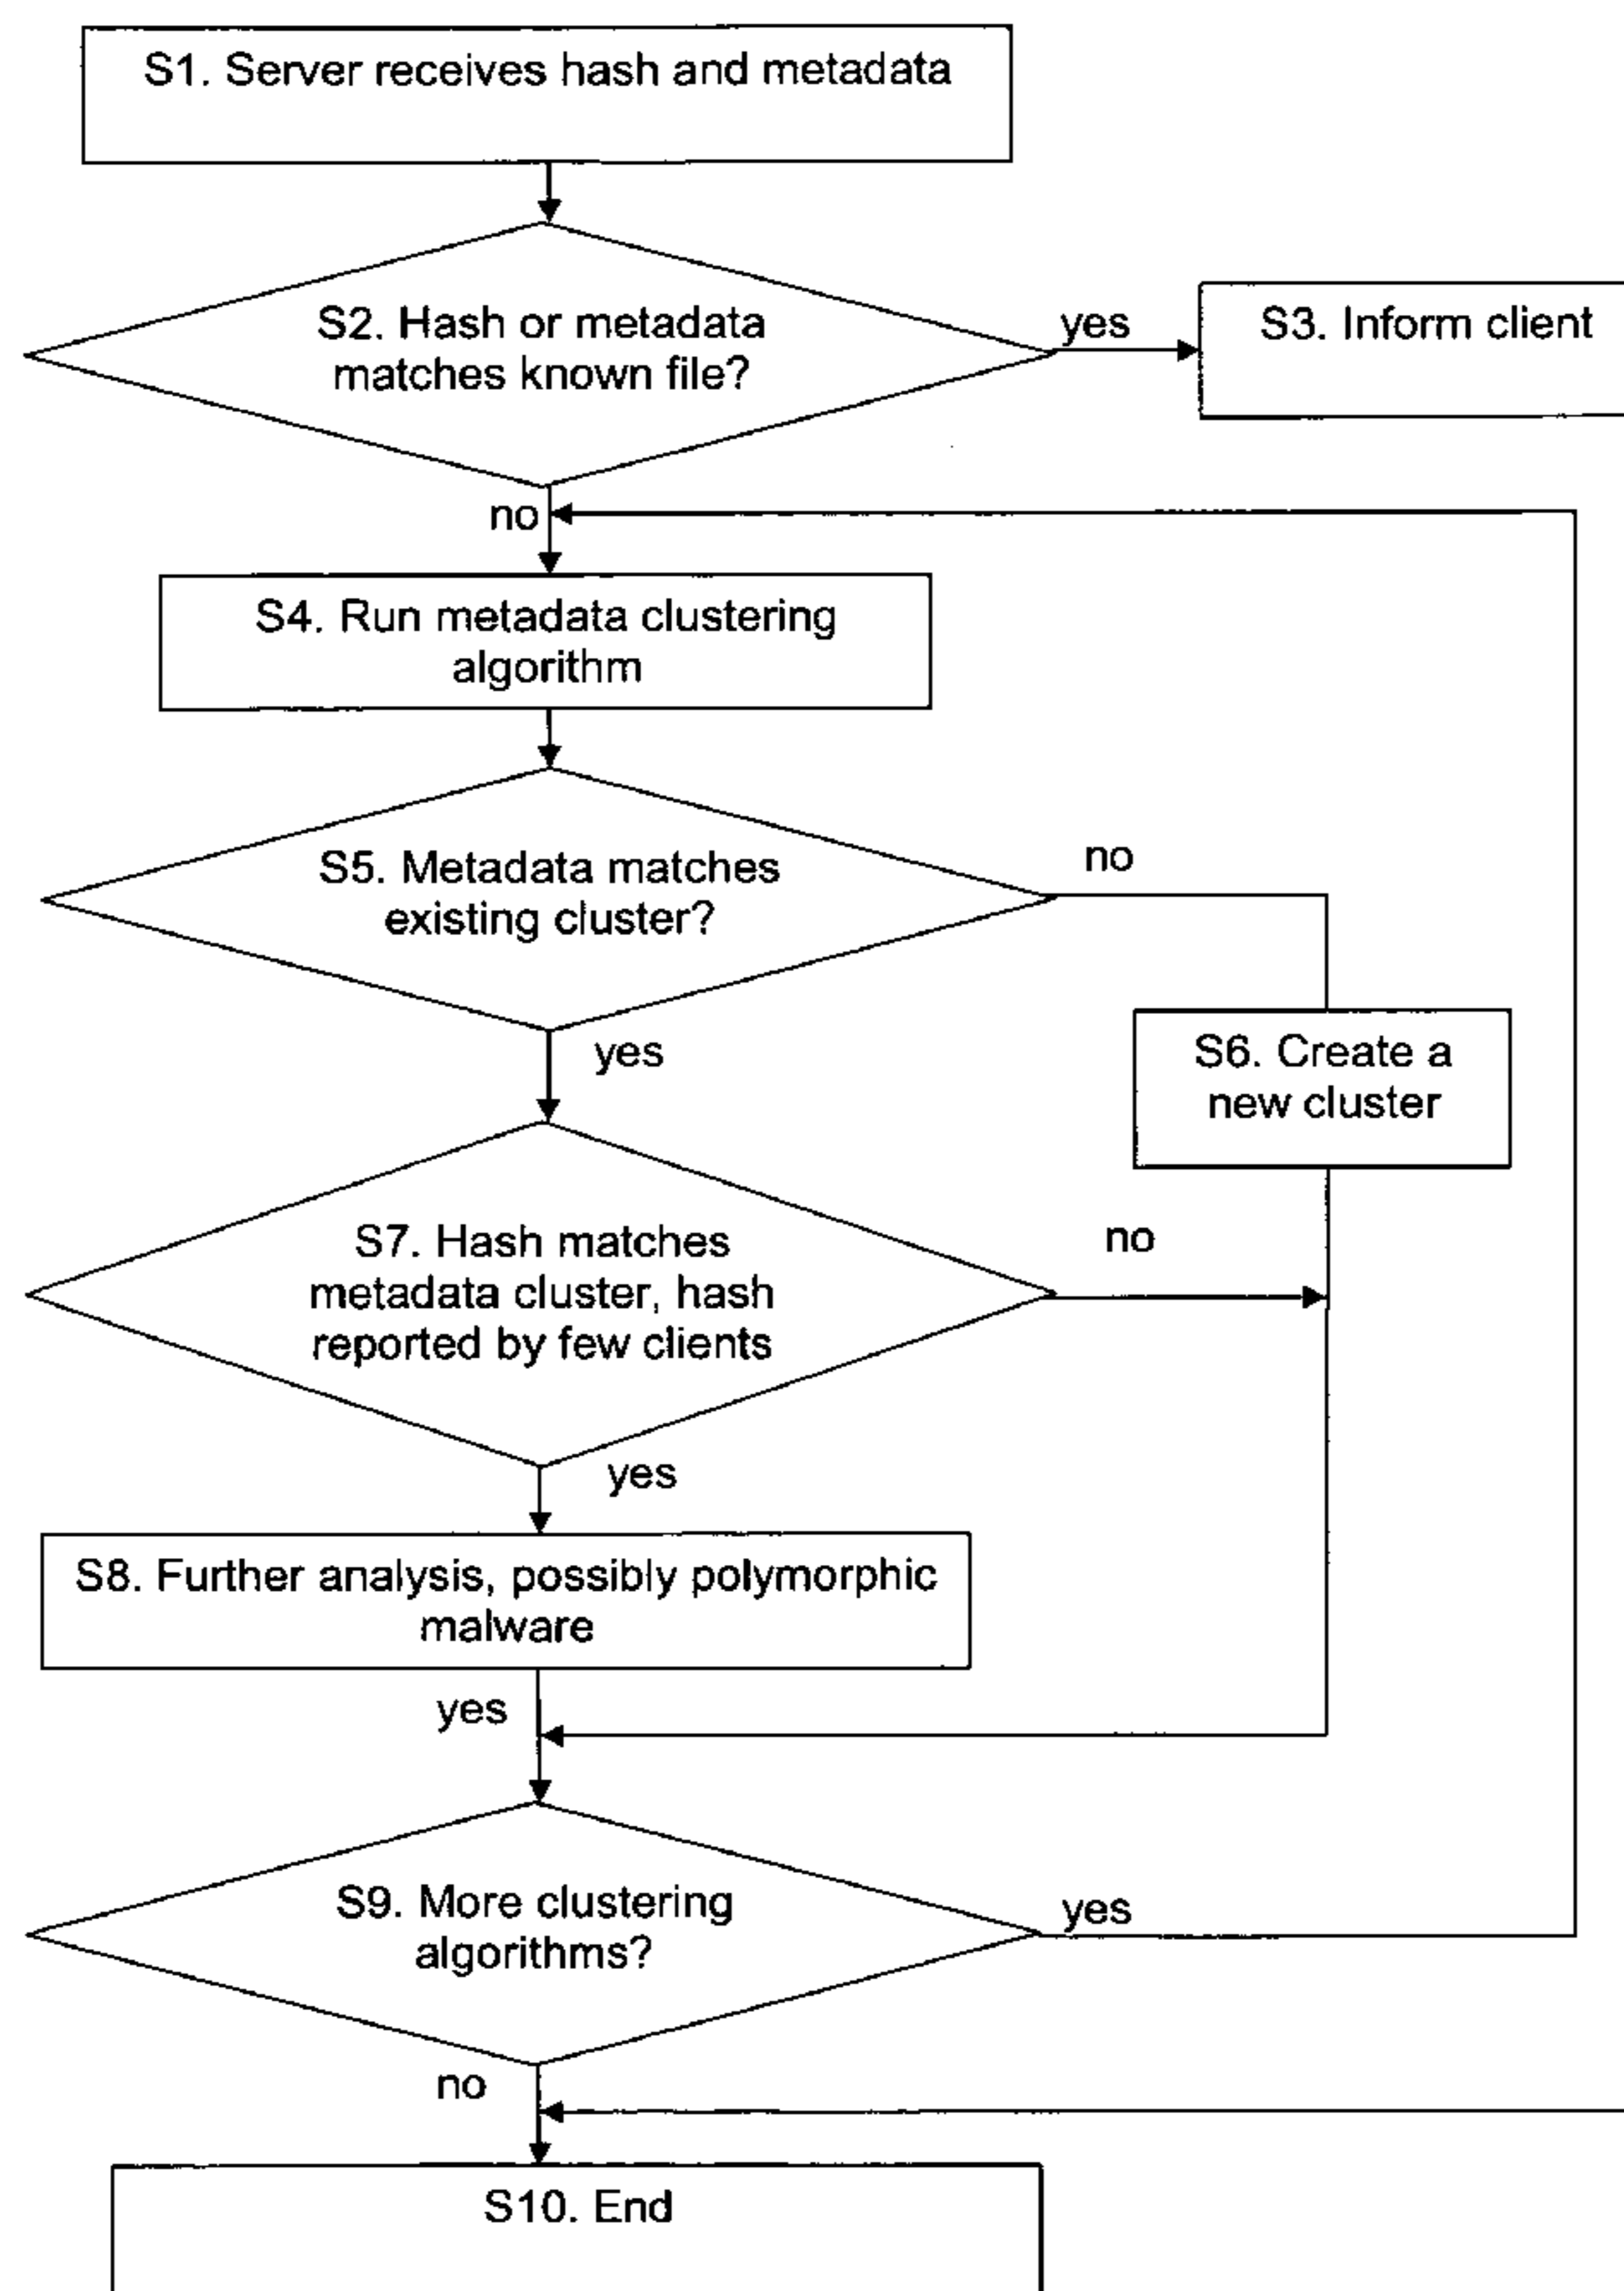 S1. Server receives hash and metadata
S2. Hash or metadata
matches known file?
yes
S3. Inform client
no
S4. Run metadata clustering
algorithm
S5. Metadata matches
existing cluster?
no
yes
S6. Create a
new cluster
S7. Hash matches
metadata cluster, hash
reported by few clients
no
yes
S8. Further analysis, possibly polymorphic
malware
yes
S9. More clustering
algorithms?
yes
no
S10. End